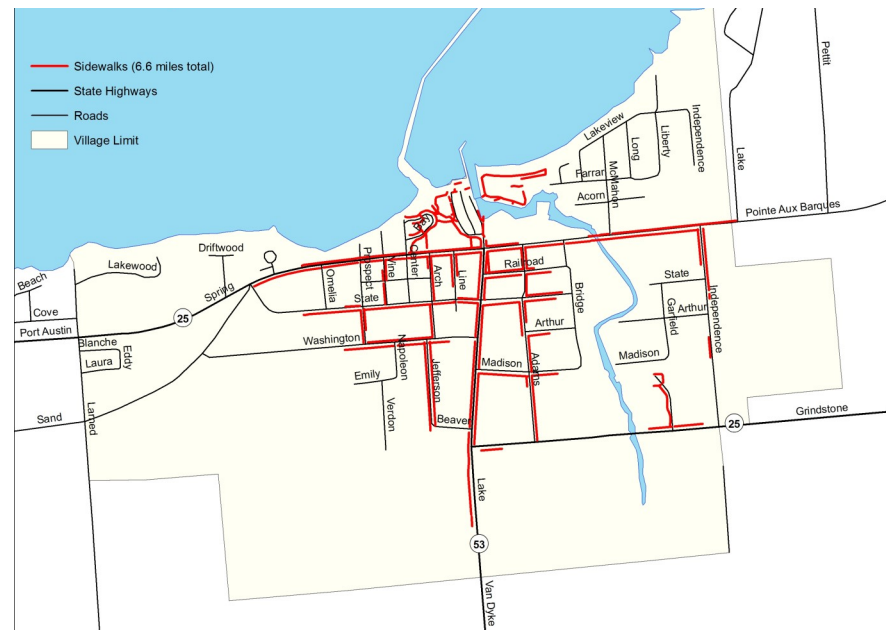 Sidewalks (6.6 miles total)
State Highways
Roads
Village Limit
Pettit
Lakeview
Independence
Liberty
Long
McMahon
Farrar
Acorn
Lake
Pointe Aux Barques
Driftwood
Lakewood
Beach
Spring
Cove
Port Austin
25
Prospect
Vine
Center
Arch
Line
Railroad
Omelia
State
State
Bridge
Independence
Garfield
Arthur
Arthur
Washington
Blanche
Eddy
Laura
Napoleon
Jefferson
Madison
Adams
Madison
Emily
Verdon
Beaver
Sand
Larned
Grindstone
25
Lake
53
Van Dyke